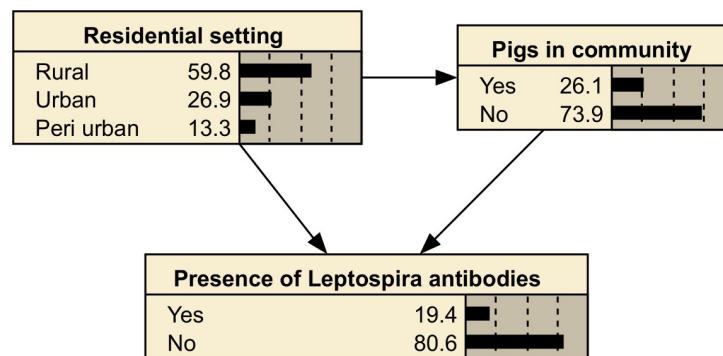 Residential setting
Rural 59.8
Urban 26.9
Peri urban 13.3
Pigs in community
Yes 26.1
No 73.9
Presence of Leptospira antibodies
Yes 19.4
No 80.6